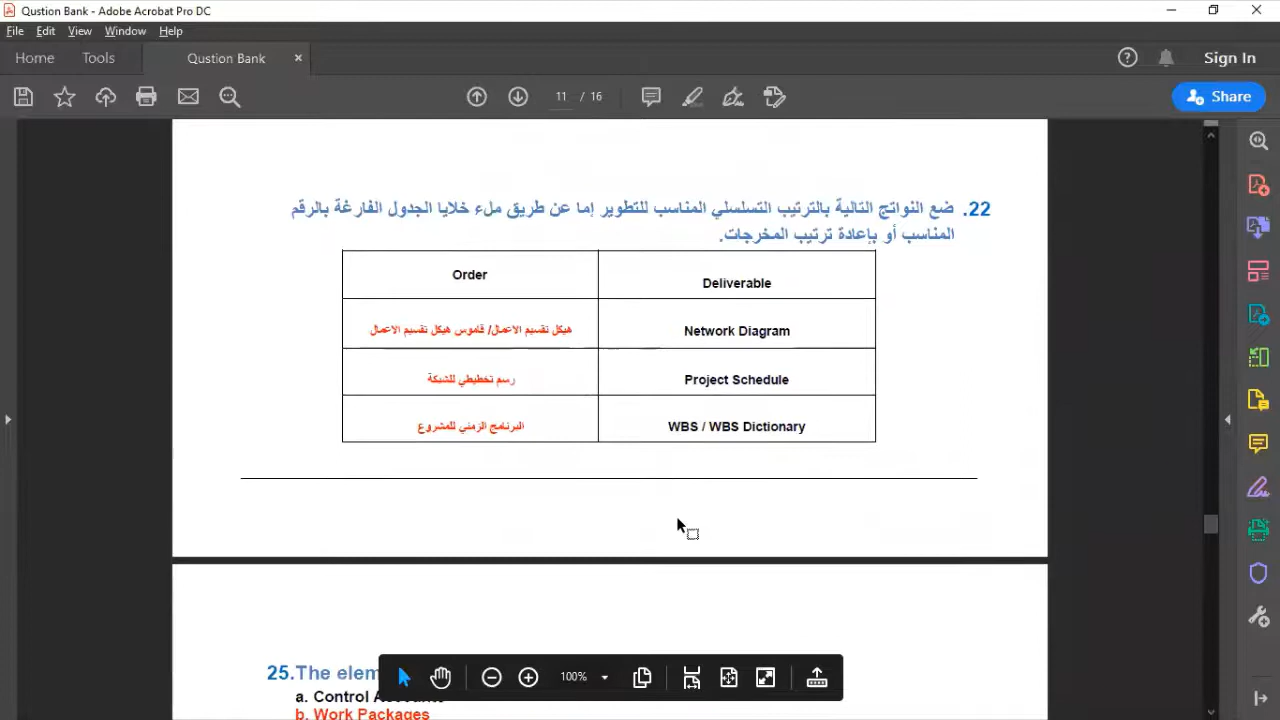 Qustion Bank - Adobe Acrobat Pro DC
File Edit View Window Help
Home Tools Qustion Bank × Sign In
11 / 16 Share
22. ضع النواتج التالية بالترتيب التسلسلي المناسب للتطوير إما عن طريق ملء خلايا الجدول الفارغة بالرقم
المناسب أو بإعادة ترتيب المخرجات.
Order Deliverable
هيكل تقسيم الاعمال/ قاموس هيكل تقسيم الاعمال Network Diagram
رسم تخطيطي للشبكة Project Schedule
البرنامج الزمني للمشروع WBS / WBS Dictionary
25.The elem
a. Control
b. Work Packages
100%